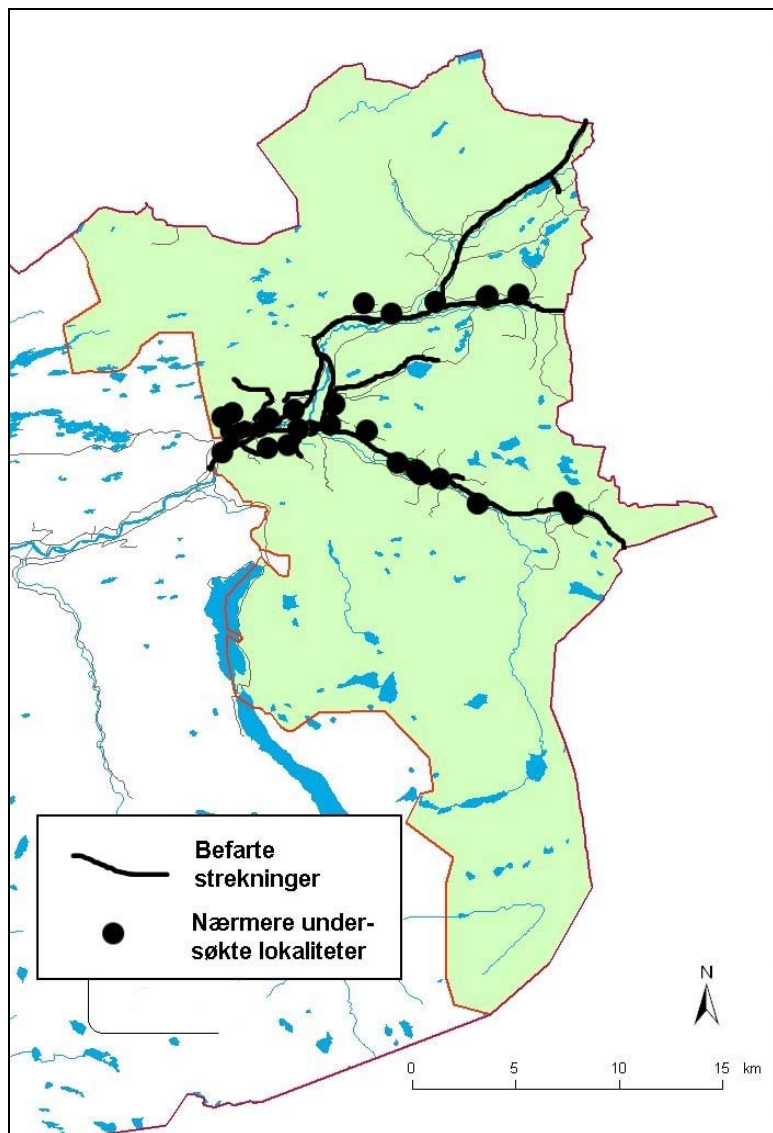 Befarte
strekninger
Nærmere under-
søkte lokaliteter
N
0 5 10 15 km